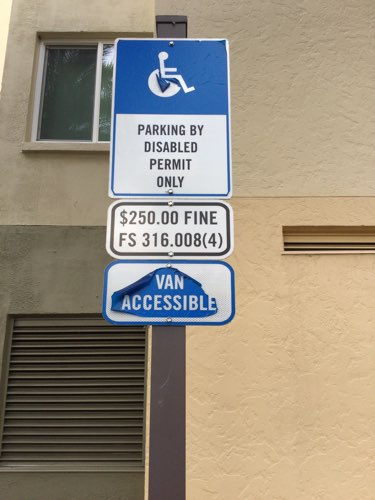 PARKING BY
DISABLED
PERMIT
ONLY
$250.00 FINE
FS 316.008(4)
VAN
ACCESSIBLE